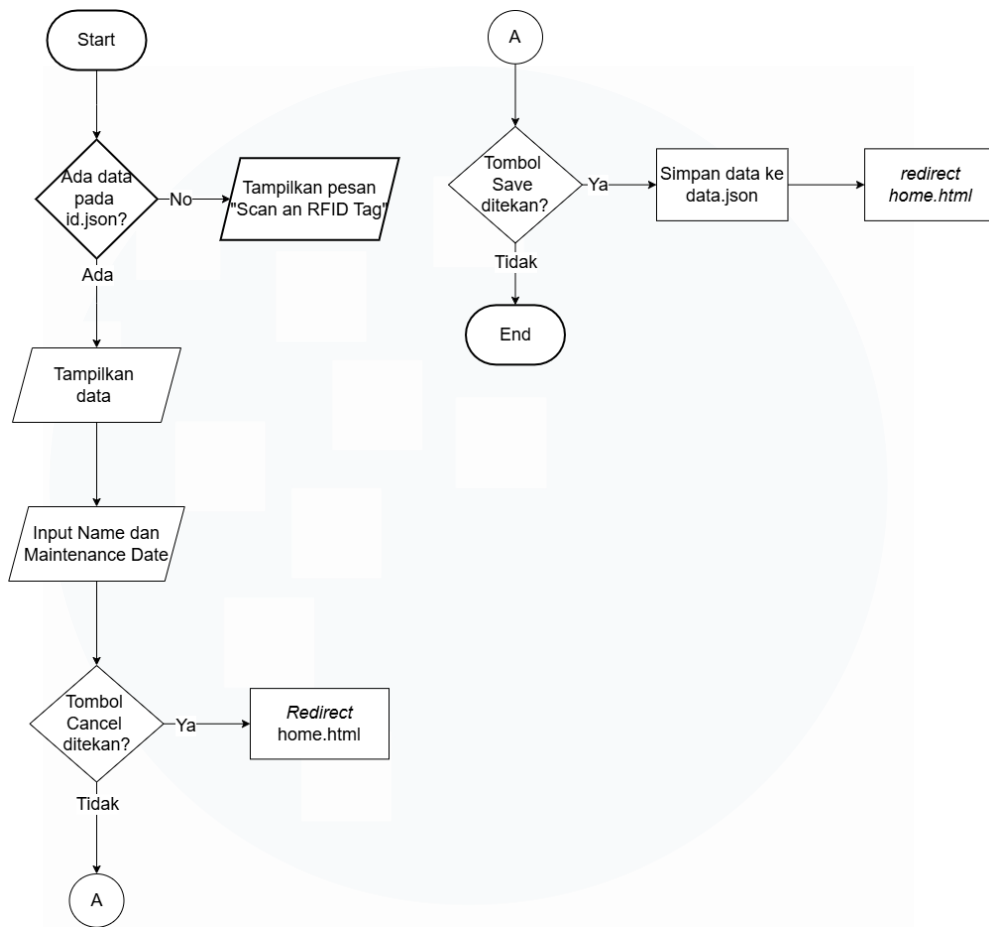 Start
Ada data
pada
id.json?
No
Tampilkan pesan
"Scan an RFID Tag"
Ada
Tampilkan
data
Input Name dan
Maintenance Date
Tombol
Cancel
ditekan?
Ya
Redirect
home.html
Tidak
A
A
Tombol
Save
ditekan?
Ya
Simpan data ke
data.json
redirect
home.html
Tidak
End